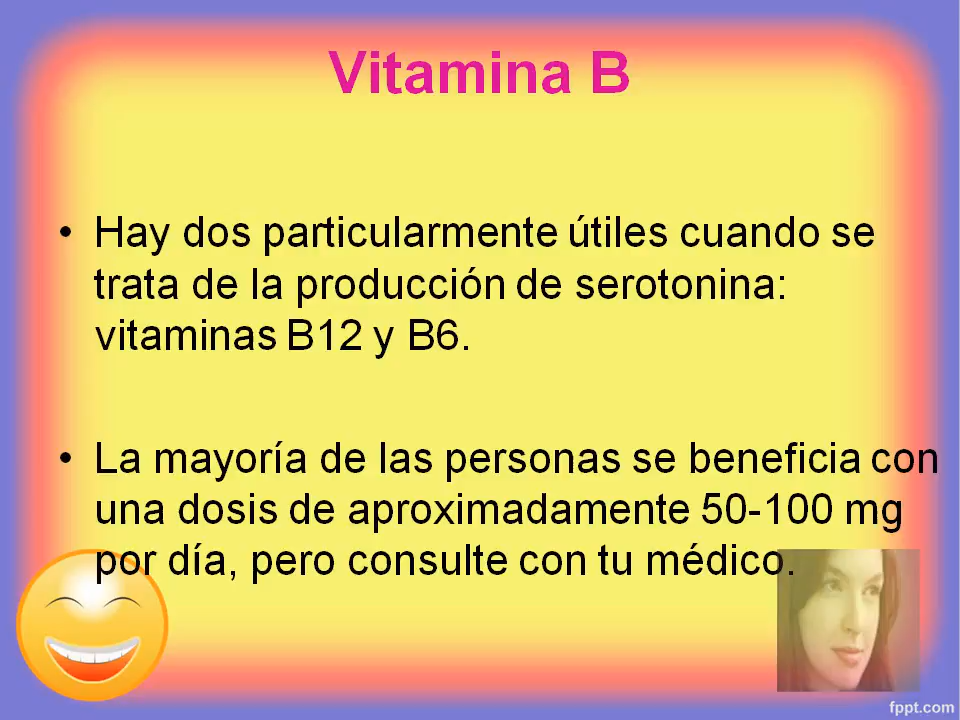 Vitamina B
• Hay dos particularmente útiles cuando se
trata de la producción de serotonina:
vitaminas B12 y B6.
• La mayoría de las personas se beneficia con
una dosis de aproximadamente 50-100 mg
por día, pero consulte con tu médico.
fppt.com